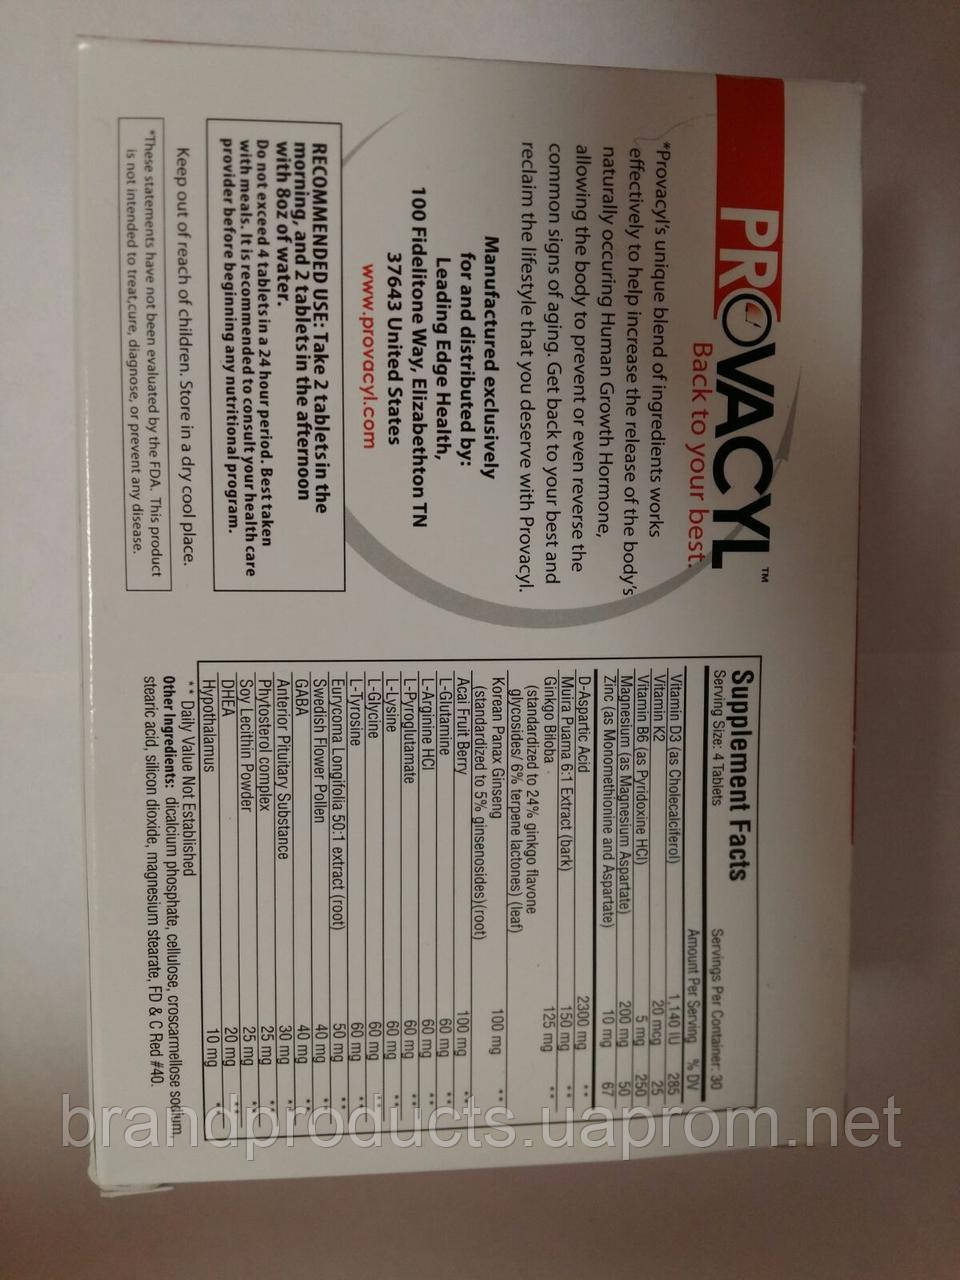 PROVACYL™
Back to your best.
*Provacyl's unique blend of ingredients works
effectively to help increase the release of the body's
naturally occuring Human Growth Hormone,
allowing the body to prevent or even reverse the
common signs of aging. Get back to your best and
reclaim the lifestyle that you deserve with Provacyl.
Manufactured exclusively
for and distributed by:
Leading Edge Health,
100 Fidelitone Way, Elizabethton TN
37643 United States
www.provacyl.com
RECOMMENDED USE: Take 2 tablets in the
morning, and 2 tablets in the afternoon
with 8oz of water.
Do not exceed 4 tablets in a 24 hour period. Best taken
with meals. It is recommended to consult your health care
provider before beginning any nutritional program.
Keep out of reach of children. Store in a dry cool place.
*These statements have not been evaluated by the FDA. This product
is not intended to treat,cure, diagnose, or prevent any disease.
Supplement Facts
Serving Size: 4 Tablets Servings Per Container: 30
Amount Per Serving % DV
Vitamin D3 (as Cholecalciferol) 1,140 IU 285
Vitamin K2 20 mcg 25
Vitamin B6 (as Pyridoxine HCl) 5 mg 250
Magnesium (as Magnesium Aspartate) 200 mg 50
Zinc (as Monomethionine and Aspartate) 10 mg 67
D-Aspartic Acid 2300 mg **
Muira Puama 6:1 Extract (bark) 150 mg **
Ginkgo Biloba 125 mg **
(standardized to 24% ginkgo flavone
glycosides/ 6% terpene lactones) (leaf)
Korean Panax Ginseng 100 mg **
(standardized to 5% ginsenosides)(root)
Acai Fruit Berry 100 mg **
L-Glutamine 60 mg **
L-Arginine HCl 60 mg **
L-Pyroglutamate 60 mg **
L-Lysine 60 mg **
L-Glycine 60 mg **
L-Tyrosine 60 mg **
Eurycoma Longifolia 50:1 extract (root) 50 mg **
Swedish Flower Pollen 40 mg **
GABA 40 mg **
Anterior Pituitary Substance 30 mg **
Phytosterol complex 25 mg **
Soy Lecithin Powder 25 mg **
DHEA 20 mg **
Hypothalamus 10 mg **
** Daily Value Not Established
Other Ingredients: dicalcium phosphate, cellulose, croscarmellose sodium,
stearic acid, silicon dioxide, magnesium stearate, FD & C Red #40.
brandproducts.uaprom.net